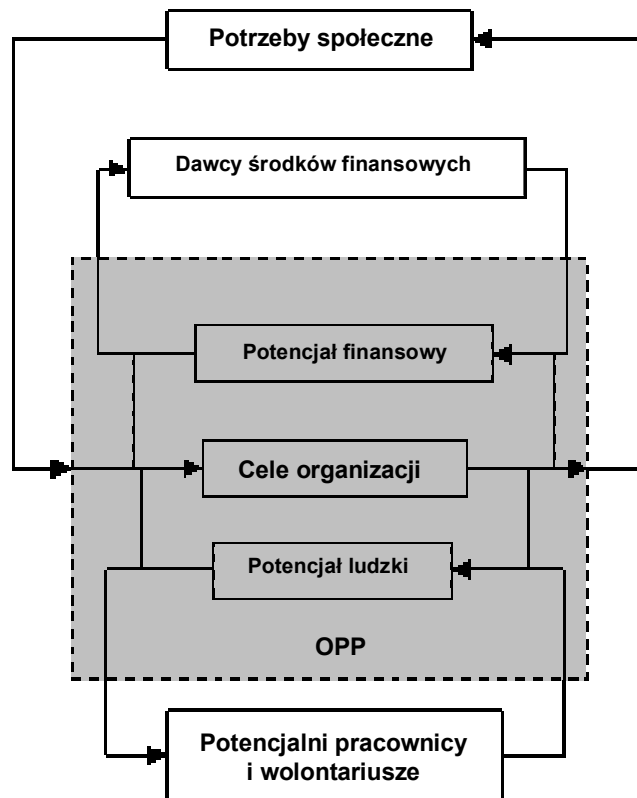 Potrzeby społeczne
Dawcy środków finansowych
Potencjał finansowy
Cele organizacji
Potencjał ludzki
OPP
Potencjalni pracownicy
i wolontariusze